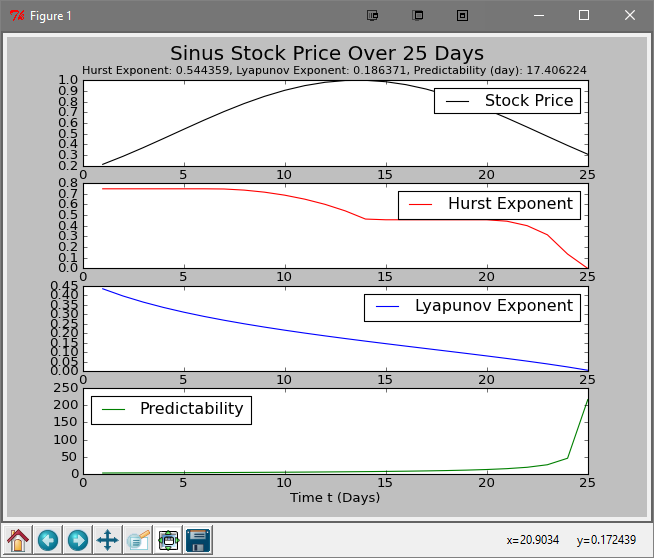 Figure 1
Sinus Stock Price Over 25 Days
Hurst Exponent: 0.544359, Lyapunov Exponent: 0.186371, Predictability (day): 17.406224
1.0
0.9
0.8
0.7
0.6
0.5
0.4
0.3
0.2
Stock Price
0 5 10 15 20 25
0.8
0.7
0.6
0.5
0.4
0.3
0.2
0.1
0.0
Hurst Exponent
0 5 10 15 20 25
0.45
0.40
0.35
0.30
0.25
0.20
0.15
0.10
0.05
0.00
Lyapunov Exponent
0 5 10 15 20 25
250
200
150
100
50
0
Predictability
0 5 10 15 20 25
Time t (Days)
x=20.9034 y=0.172439